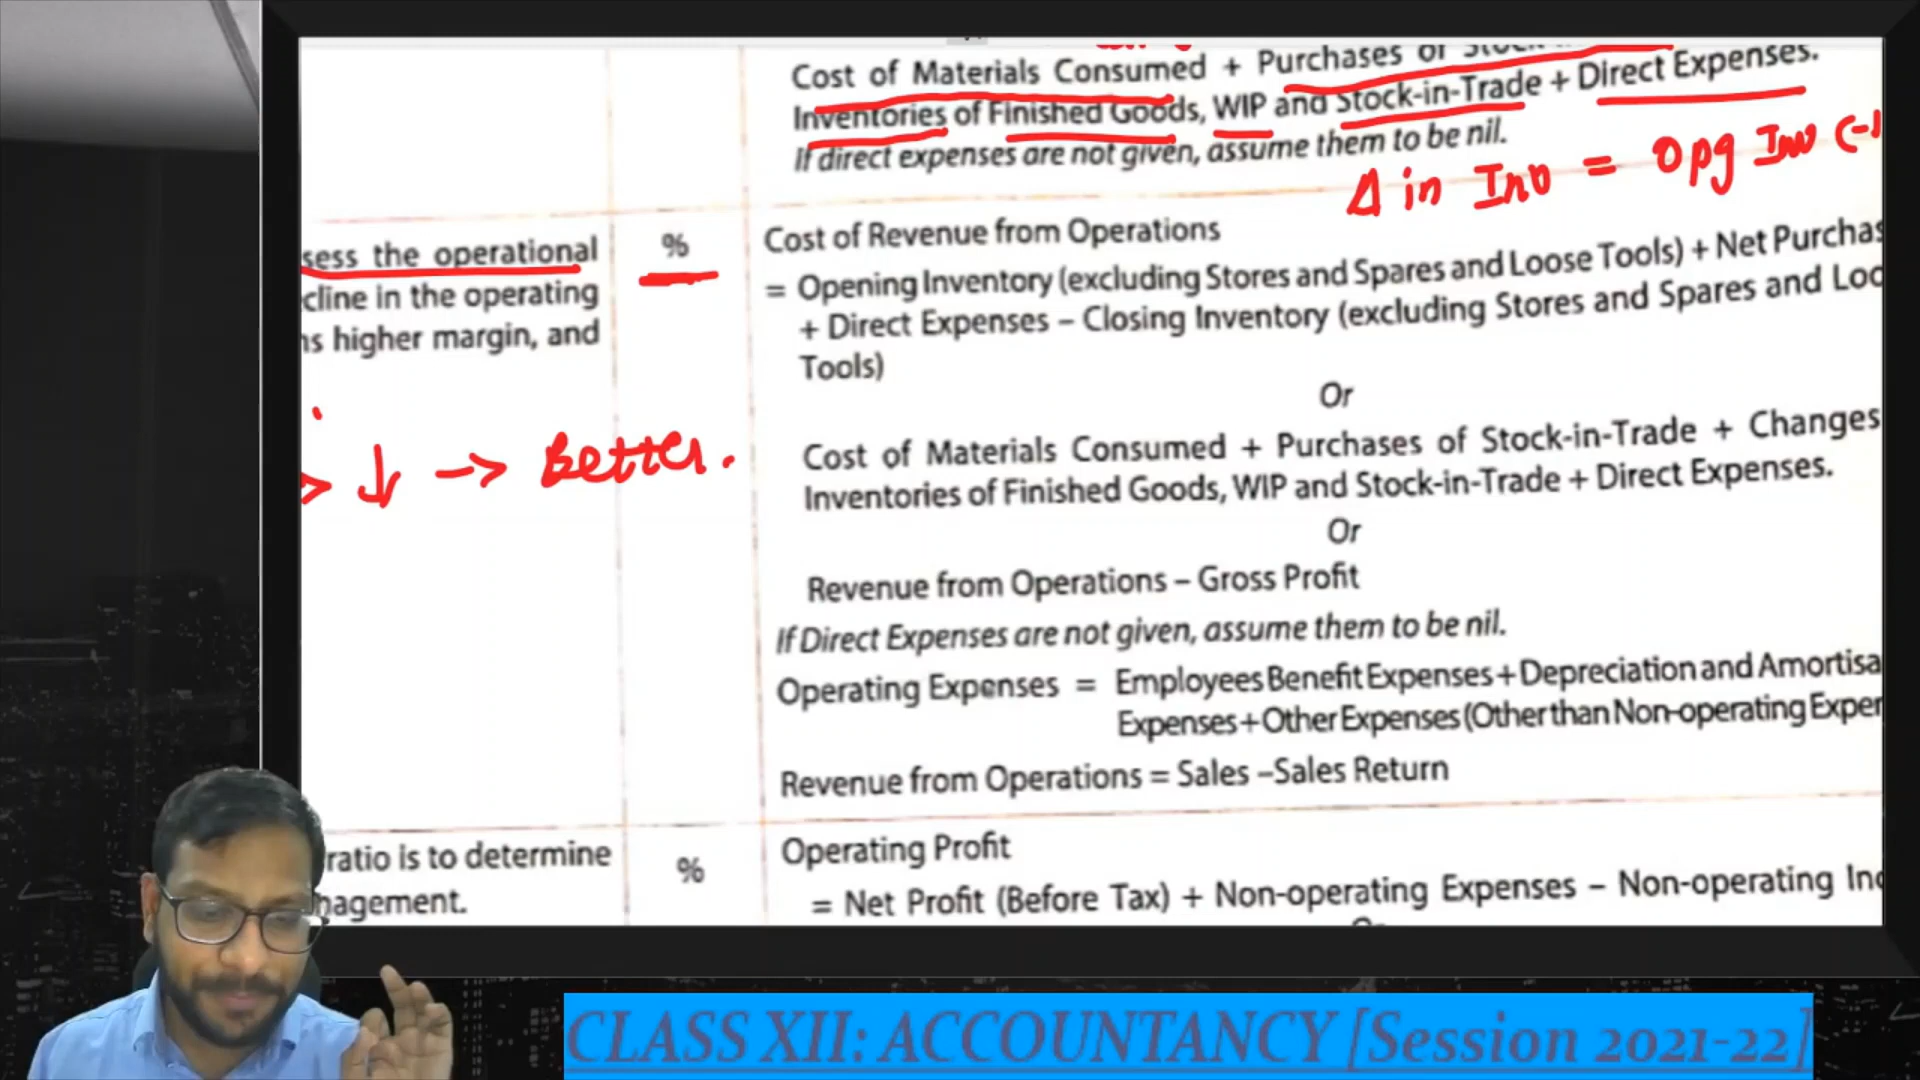 Cost of Materials Consumed + Purchases of
Inventories of Finished Goods, WIP and Stock-in-Trade + Direct Expenses.
If direct expenses are not given, assume them to be nil.
Δ in Inv = Opg Inv (-)
sess the operational
cline in the operating
ns higher margin, and
↓ → Better.
%
Cost of Revenue from Operations
= Opening Inventory (excluding Stores and Spares and Loose Tools) + Net Purchas
+ Direct Expenses – Closing Inventory (excluding Stores and Spares and Loo
Tools)
Or
Cost of Materials Consumed + Purchases of Stock-in-Trade + Changes
Inventories of Finished Goods, WIP and Stock-in-Trade + Direct Expenses.
Or
Revenue from Operations – Gross Profit
If Direct Expenses are not given, assume them to be nil.
Operating Expenses = Employees Benefit Expenses + Depreciation and Amortisa
Expenses + Other Expenses (Other than Non-operating Expen
Revenue from Operations = Sales –Sales Return
ratio is to determine
nagement.
%
Operating Profit
= Net Profit (Before Tax) + Non-operating Expenses – Non-operating Inc
CLASS XII: ACCOUNTANCY [Session 2021-22]